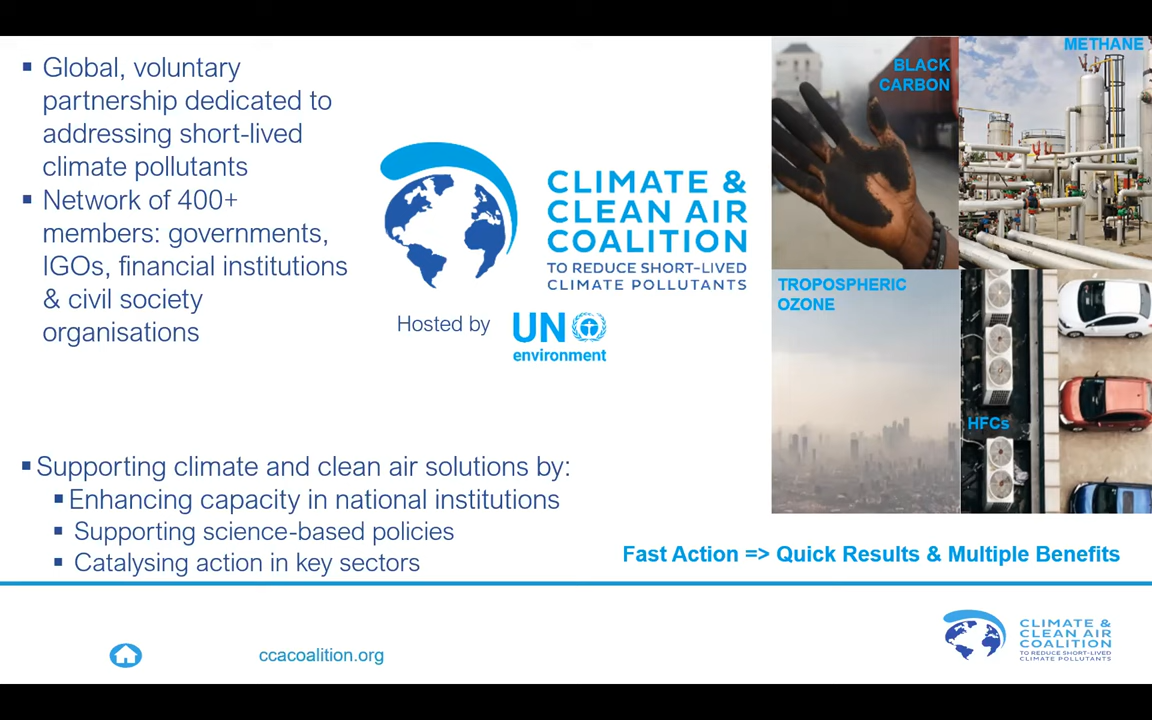 ▪ Global, voluntary
partnership dedicated to
addressing short-lived
climate pollutants
▪ Network of 400+
members: governments,
IGOs, financial institutions
& civil society
organisations
CLIMATE &
CLEAN AIR
COALITION
TO REDUCE SHORT-LIVED
CLIMATE POLLUTANTS
Hosted by
UN
environment
BLACK
CARBON
METHANE
TROPOSPHERIC
OZONE
HFCs
▪ Supporting climate and clean air solutions by:
▪ Enhancing capacity in national institutions
▪ Supporting science-based policies
▪ Catalysing action in key sectors
Fast Action => Quick Results & Multiple Benefits
ccacoalition.org
CLIMATE &
CLEAN AIR
COALITION
TO REDUCE SHORT-LIVED
CLIMATE POLLUTANTS